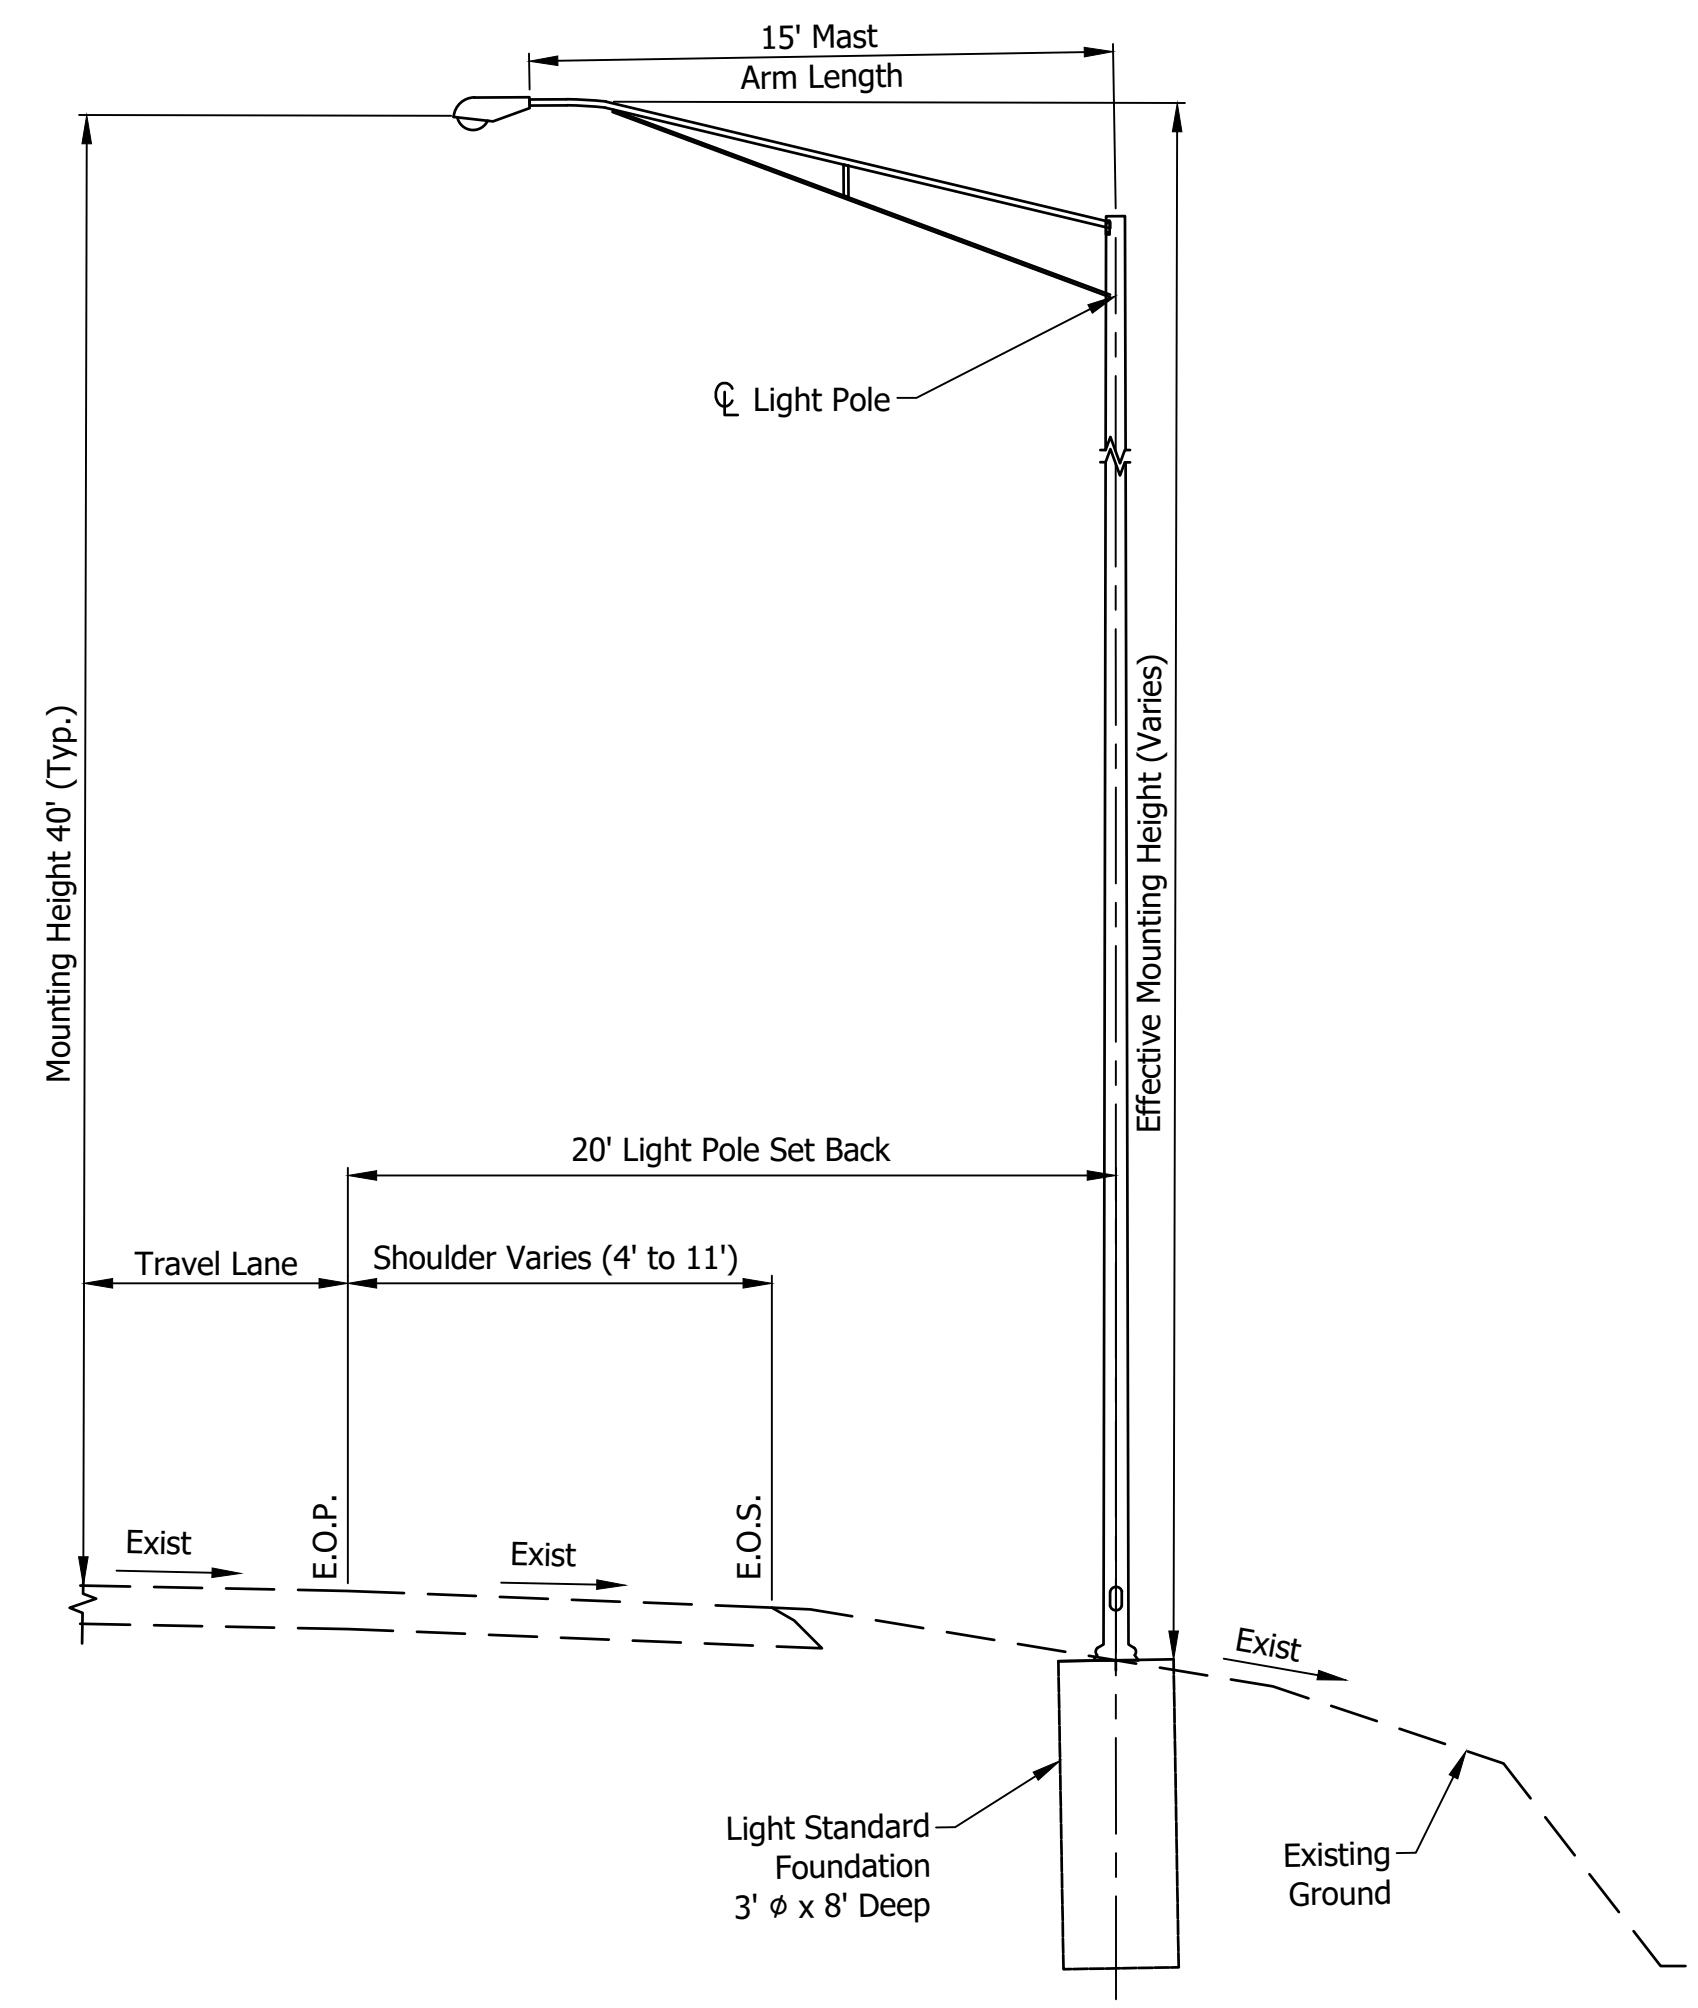 15' Mast
Arm Length
℄ Light Pole
Mounting Height 40' (Typ.)
Effective Mounting Height (Varies)
20' Light Pole Set Back
Travel Lane
Shoulder Varies (4' to 11')
E.O.P.
E.O.S.
Exist
Exist
Exist
Light Standard
Foundation
3' ϕ x 8' Deep
Existing
Ground